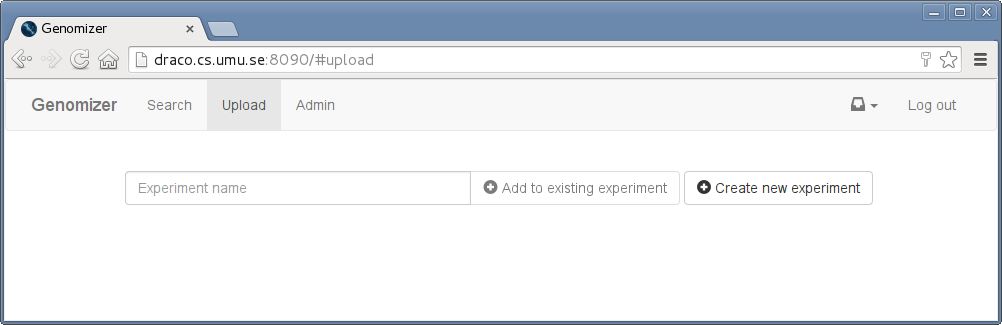 Genomizer
draco.cs.umu.se:8090/#upload
Genomizer Search Upload Admin Log out
Experiment name Add to existing experiment Create new experiment